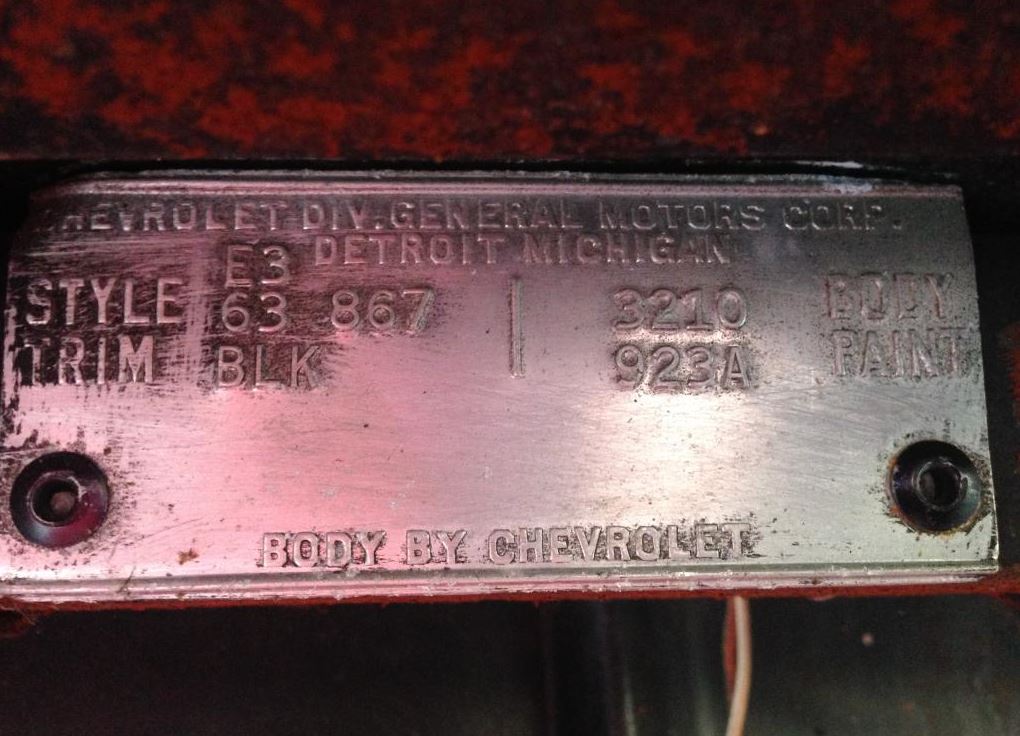 CHEVROLET DIV. GENERAL MOTORS CORP.
DETROIT MICHIGAN
E3
STYLE 63 867 3210 BODY
TRIM BLK 923A PAINT
BODY BY CHEVROLET